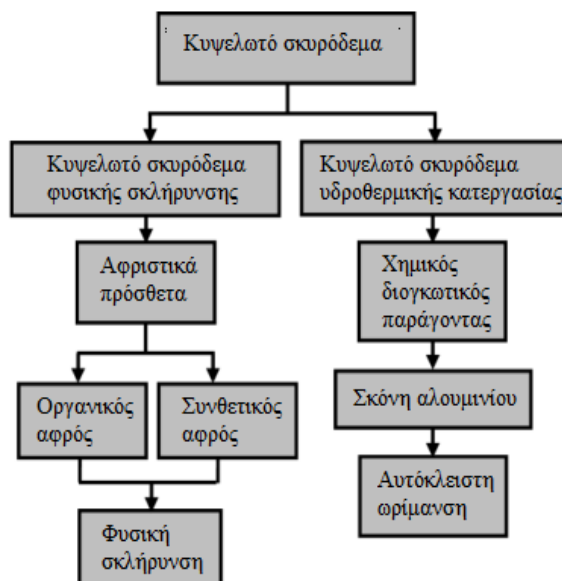 Κυψελωτό σκυρόδεμα
Κυψελωτό σκυρόδεμα
φυσικής σκλήρυνσης
Κυψελωτό σκυρόδεμα
υδροθερμικής κατεργασίας
Αφριστικά
πρόσθετα
Χημικός
διογκωτικός
παράγοντας
Οργανικός
αφρός
Συνθετικός
αφρός
Σκόνη αλουμινίου
Αυτόκλειστη
ωρίμανση
Φυσική
σκλήρυνση